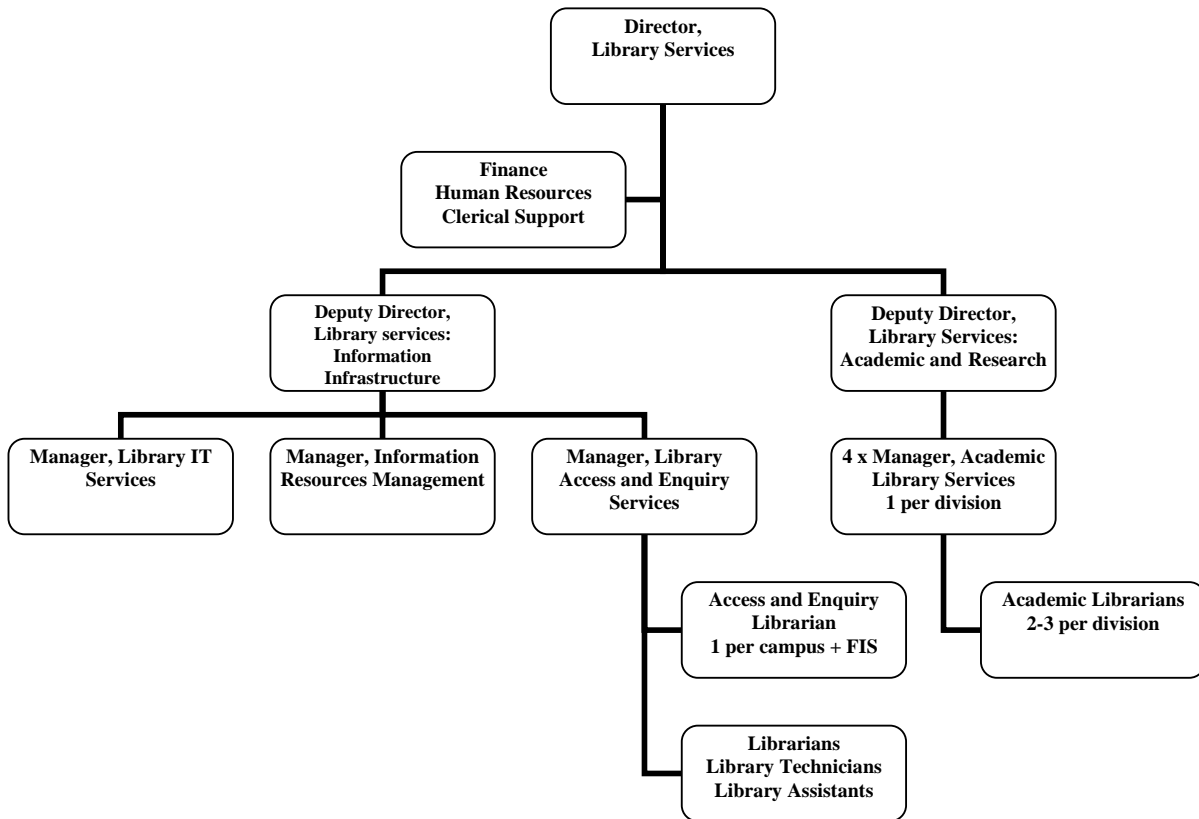 Director,
Library Services
Finance
Human Resources
Clerical Support
Deputy Director,
Library services:
Information
Infrastructure
Deputy Director,
Library Services:
Academic and Research
Manager, Library IT
Services
Manager, Information
Resources Management
Manager, Library
Access and Enquiry
Services
4 x Manager, Academic
Library Services
1 per division
Access and Enquiry
Librarian
1 per campus + FIS
Academic Librarians
2-3 per division
Librarians
Library Technicians
Library Assistants